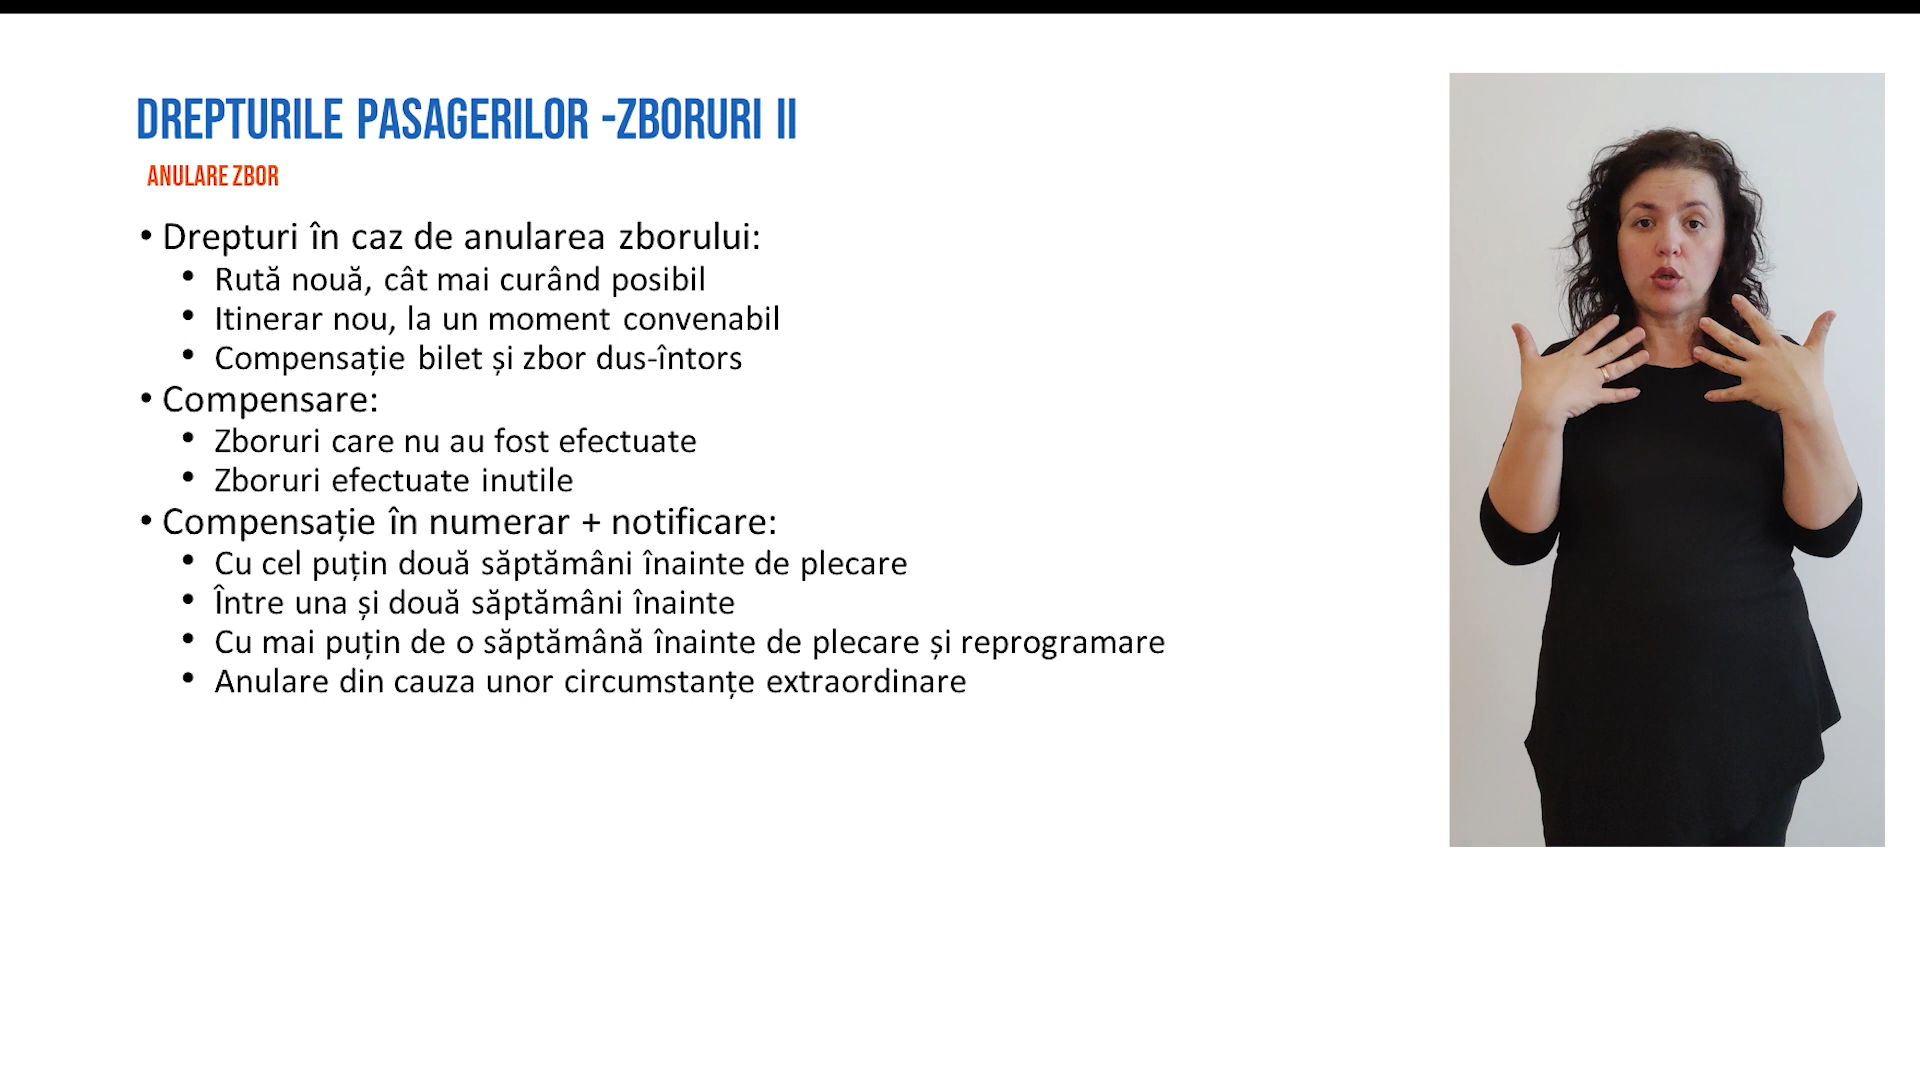 DREPTURILE PASAGERILOR -ZBORURI II
ANULARE ZBOR
• Drepturi în caz de anularea zborului:
• Rută nouă, cât mai curând posibil
• Itinerar nou, la un moment convenabil
• Compensație bilet și zbor dus-întors
• Compensare:
• Zboruri care nu au fost efectuate
• Zboruri efectuate inutile
• Compensație în numerar + notificare:
• Cu cel puțin două săptămâni înainte de plecare
• Între una și două săptămâni înainte
• Cu mai puțin de o săptămână înainte de plecare și reprogramare
• Anulare din cauza unor circumstanțe extraordinare